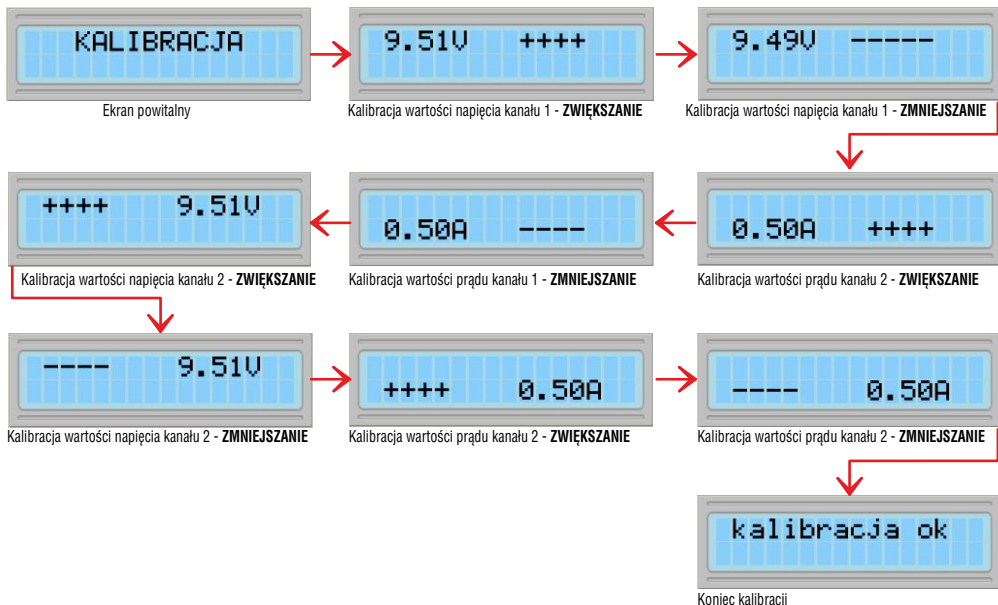 KALIBRACJA
Ekran powitalny
9.51V ++++
Kalibracja wartości napięcia kanału 1 - ZWIĘKSZANIE
9.49V -----
Kalibracja wartości napięcia kanału 1 - ZMNIEJSZANIE
0.50A ++++
Kalibracja wartości prądu kanału 2 - ZWIĘKSZANIE
0.50A ----
Kalibracja wartości prądu kanału 1 - ZMNIEJSZANIE
++++ 9.51V
Kalibracja wartości napięcia kanału 2 - ZWIĘKSZANIE
---- 9.51V
Kalibracja wartości napięcia kanału 2 - ZMNIEJSZANIE
++++ 0.50A
Kalibracja wartości prądu kanału 2 - ZWIĘKSZANIE
---- 0.50A
Kalibracja wartości prądu kanału 2 - ZMNIEJSZANIE
kalibracja ok
Koniec kalibracji